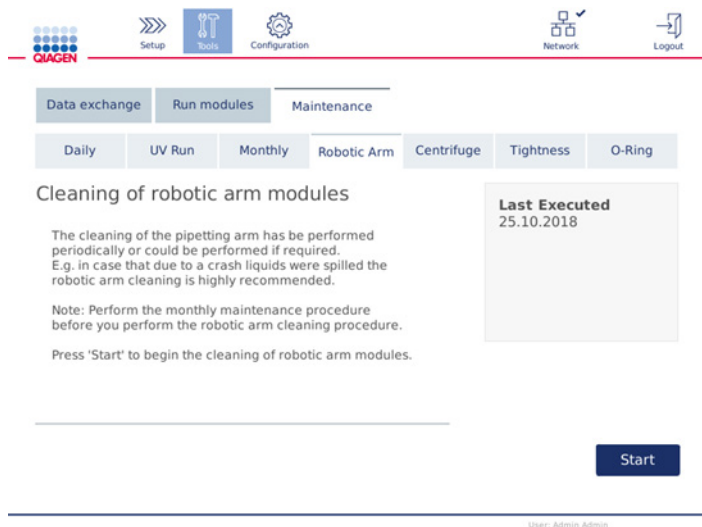 QIAGEN
Setup
Tools
Configuration
Network
Logout
Data exchange
Run modules
Maintenance
Daily
UV Run
Monthly
Robotic Arm
Centrifuge
Tightness
O-Ring
Cleaning of robotic arm modules
The cleaning of the pipetting arm has be performed
periodically or could be performed if required.
E.g. in case that due to a crash liquids were spilled the
robotic arm cleaning is highly recommended.
Note: Perform the monthly maintenance procedure
before you perform the robotic arm cleaning procedure.
Press 'Start' to begin the cleaning of robotic arm modules.
Last Executed
25.10.2018
Start
User: Admin Admin